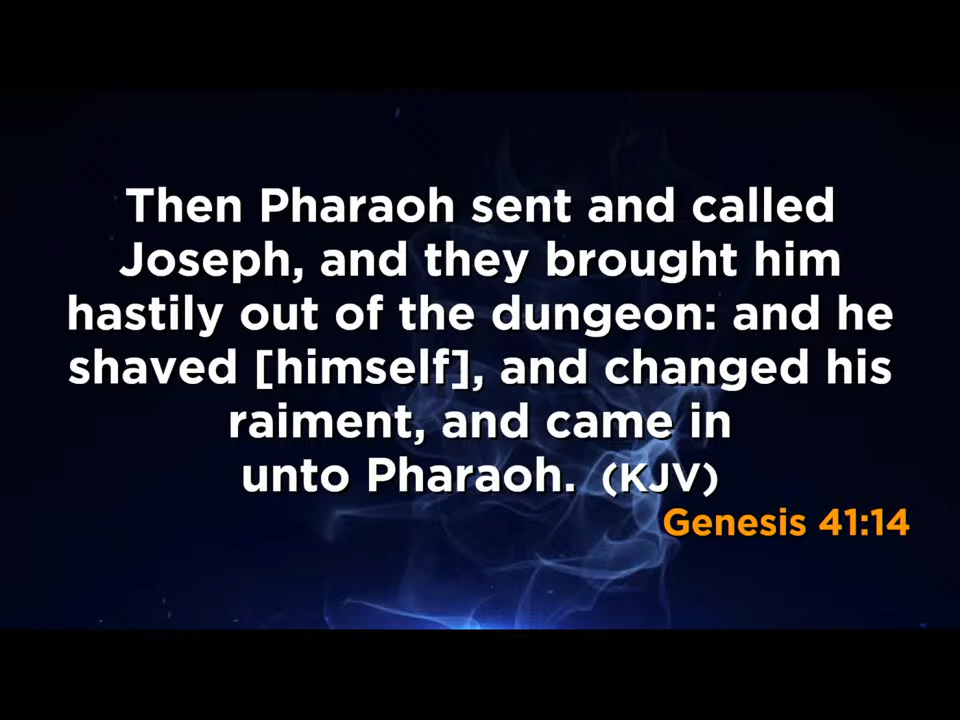 Then Pharaoh sent and called
Joseph, and they brought him
hastily out of the dungeon: and he
shaved [himself], and changed his
raiment, and came in
unto Pharaoh. (KJV)
Genesis 41:14